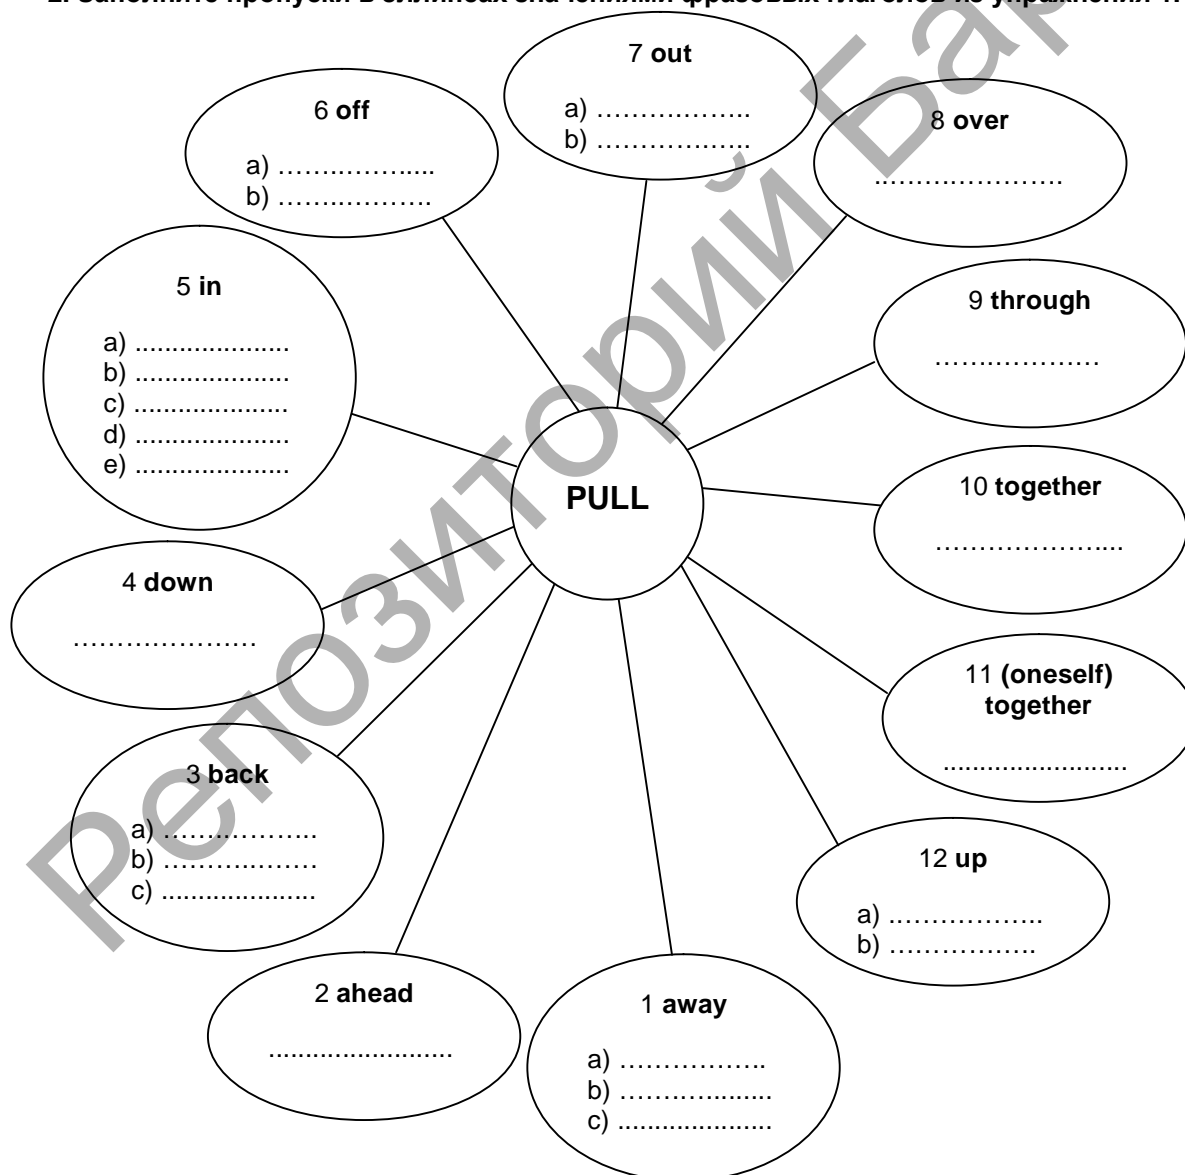 2. Заполните пропуски в эллипсах значениями фразовых глаголов из упражнения 1.
7 out
a) ………………..
b) ………………..
6 off
a) ………………....
b) ……………….
8 over
………………….
5 in
a) .....................
b) .....................
c) .....................
d) .....................
e) .....................
9 through
………………
PULL
10 together
………………....
4 down
…………………
11 (oneself)
together
.........................
3 back
a) ……………..
b) ………………
c) .....................
12 up
a) ……………..
b) …………….
2 ahead
.........................
1 away
a) ……………..
b) ………….........
c) .....................
Репозиторий Бар